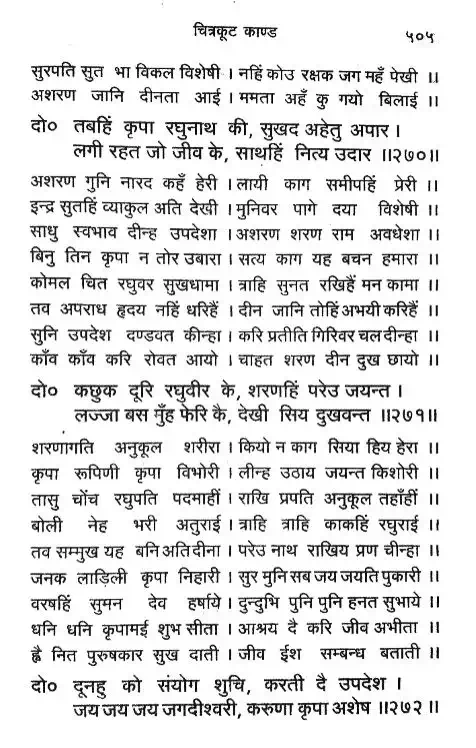 चित्रकूट काण्ड ५०५
सुरपति सुत भा विकल विशेषी । नहिं कोउ रक्षक जग महँ पेखी ।।
अशरण जानि दीनता आई । ममता अहँ कु गयो बिलाई ।।
दो० तबहिं कृपा रघुनाथ की, सुखद अहेतु अपार ।
लगी रहत जो जीव के, साथहिं नित्य उदार ।।२७०।।
अशरण गुनि नारद कहँ हेरी । लायी काग समीपहिं प्रेरी ।।
इन्द्र सुतहिं व्याकुल अति देखी । मुनिवर पागे दया विशेषी ।।
साधु स्वभाव दीन्ह उपदेशा । अशरण शरण राम अवधेशा ।।
बिनु तिन कृपा न तोर उबारा । सत्य काग यह बचन हमारा ।।
कोमल चित रघुवर सुखधामा । त्राहि सुनत रखिहैं मन कामा ।।
तव अपराध हृदय नहिं धरिहैं । दीन जानि तोहिं अभयी करिहैं ।।
सुनि उपदेश दण्डवत कीन्हा । करि प्रतीति गिरिवर चल दीन्हा ।।
काँव काँव करि रोवत आयो । चाहत शरण दीन दुख छायो ।।
दो० कछुक दूरि रघुवीर के, शरणहिं परेउ जयन्त ।
लज्जा बस मुँह फेरि कै, देखी सिय दुखवन्त ।।२७१।।
शरणागति अनुकूल शरीरा । कियो न काग सिया हिय हेरा ।।
कृपा रूपिणी कृपा विभोरी । लीन्ह उठाय जयन्त किशोरी ।।
तासु चोंच रघुपति पदमाहीं । राखि प्रपति अनुकूल तहाँहीं ।।
बोली नेह भरी अतुराई । त्राहि त्राहि काकहिं रघुराई ।।
तव सम्मुख यह बनि अति दीना । परेउ नाथ राखिय प्रण चीन्हा ।।
जनक लाड़िली कृपा निहारी । सुर मुनि सब जय जयति पुकारी ।।
वरषहिं सुमन देव हर्षाये । दुन्दुभि पुनि पुनि हनत सुभाये ।।
धनि धनि कृपामई शुभ सीता । आश्रय दै करि जीव अभीता ।।
ह्वै नित पुरुषकार सुख दाती । जीव ईश सम्बन्ध बताती ।।
दो० दूनहु को संयोग शुचि, करती दै उपदेश ।
जय जय जय जगदीश्वरी, करुणा कृपा अशेष ।।२७२।।